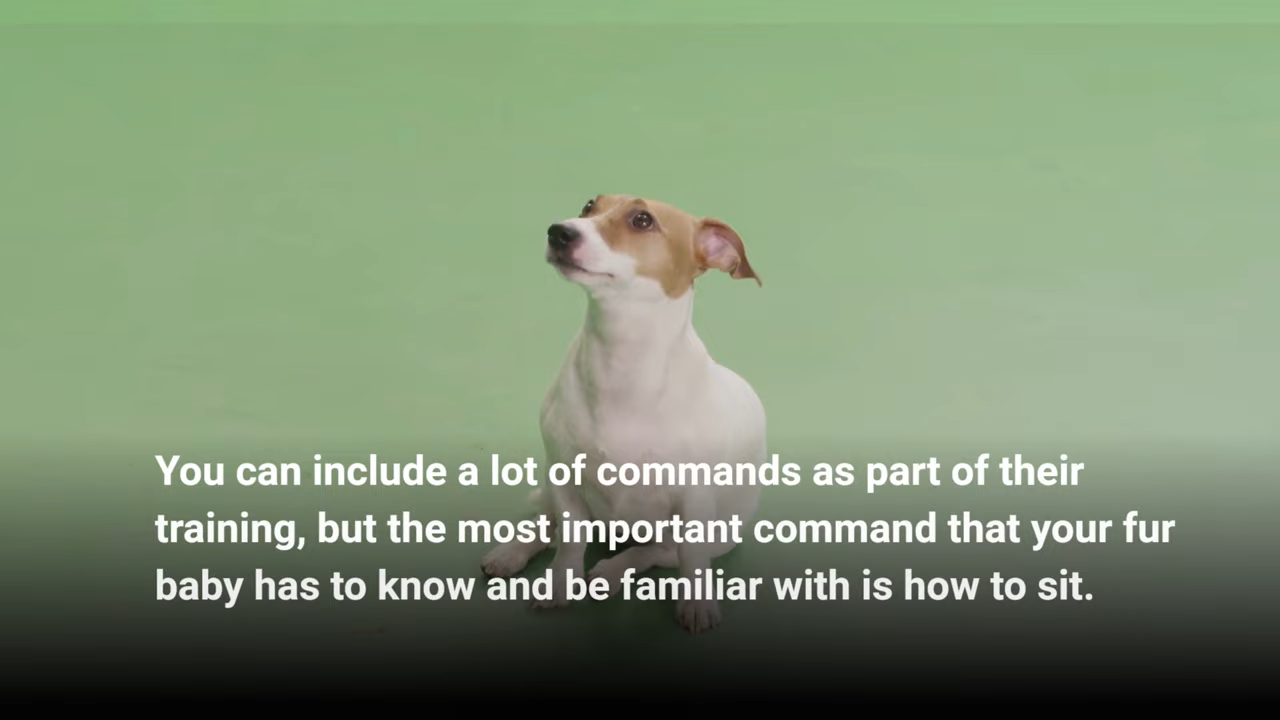 You can include a lot of commands as part of their
training, but the most important command that your fur
baby has to know and be familiar with is how to sit.